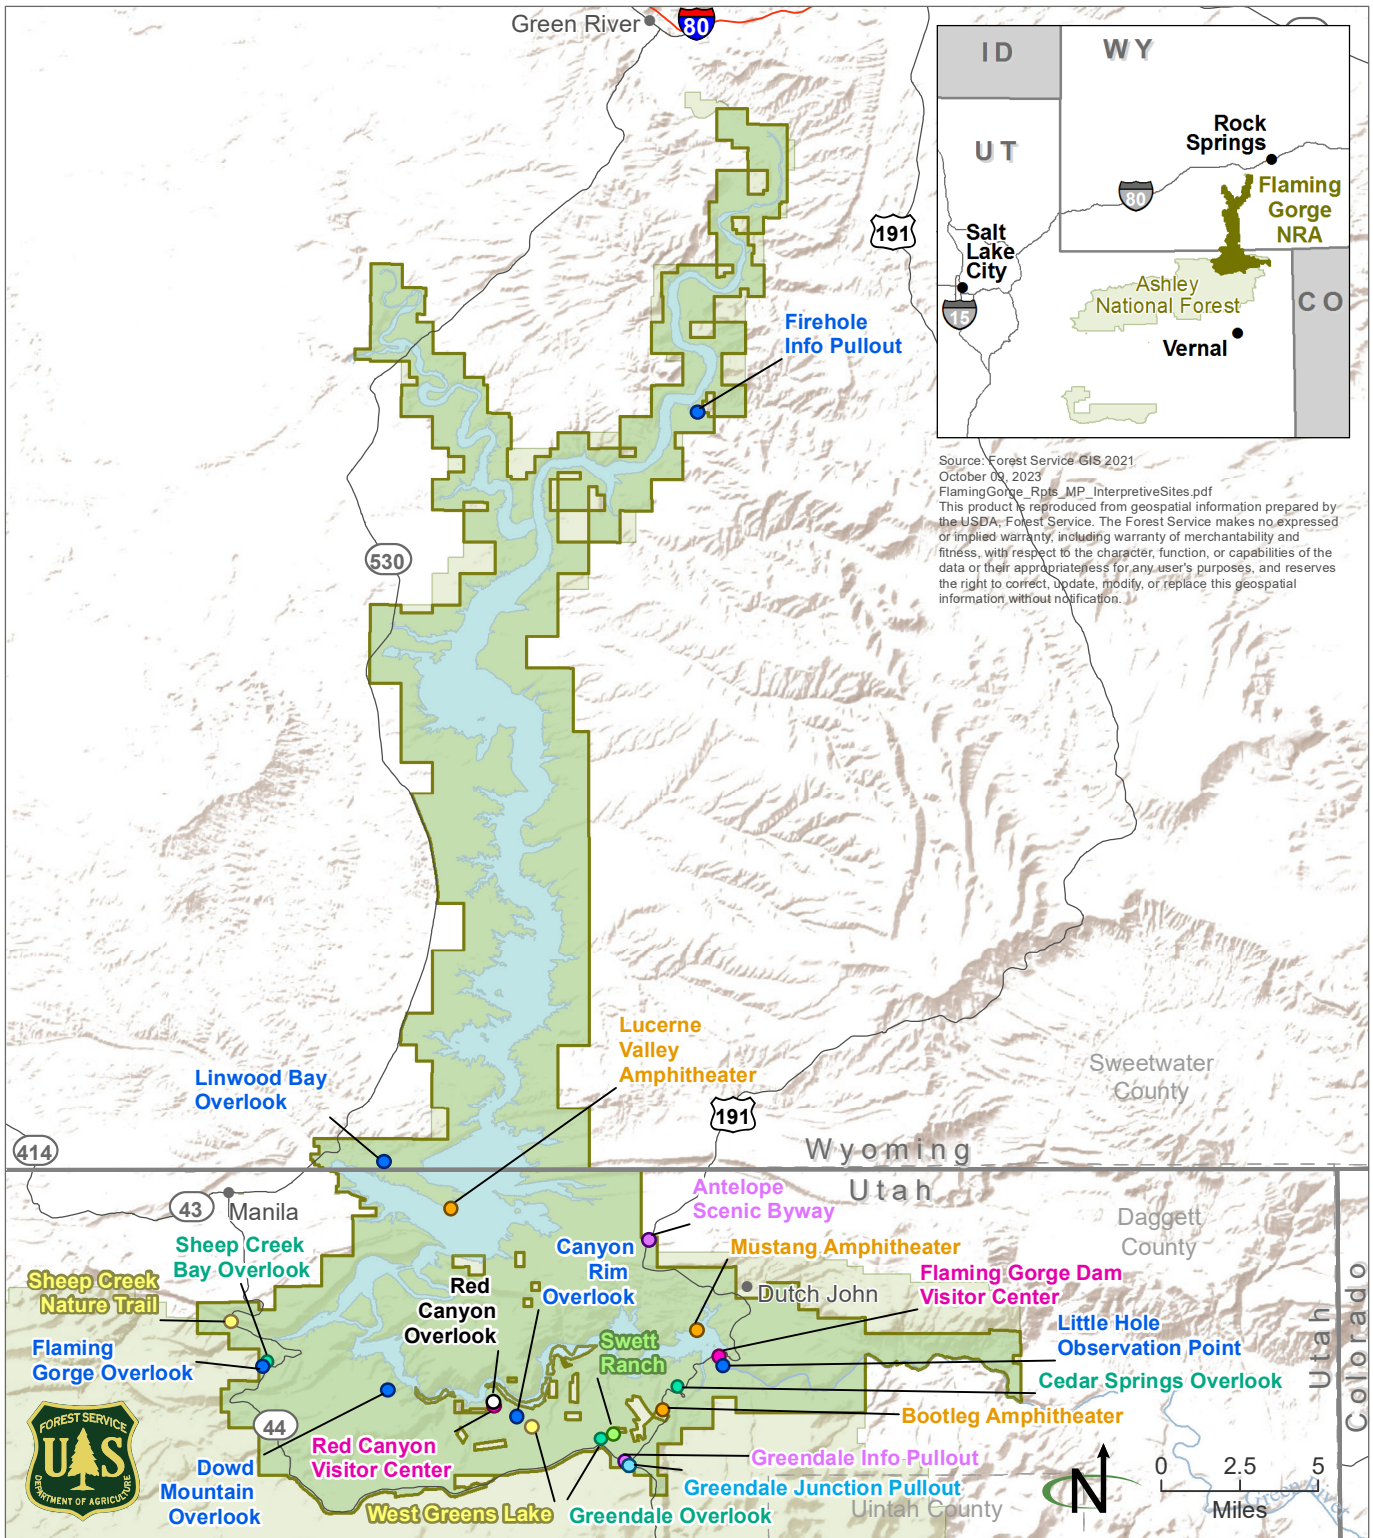 Green River
80
ID
WY
UT
Rock
Springs
80
Flaming
Gorge
NRA
Salt
Lake
City
Ashley
National Forest
CO
15
Vernal
191
Firehole
Info Pullout
Source: Forest Service GIS 2021
October 09, 2023
FlamingGorge_Rpts_MP_InterpretiveSites.pdf
This product is reproduced from geospatial information prepared by
the USDA, Forest Service. The Forest Service makes no expressed
or implied warranty, including warranty of merchantability and
fitness, with respect to the character, function, or capabilities of the
data or their appropriateness for any user's purposes, and reserves
the right to correct, update, modify, or replace this geospatial
information without notification.
530
Lucerne
Valley
Amphitheater
Linwood Bay
Overlook
Sweetwater
County
191
414
Wyoming
Utah
43
Manila
Antelope
Scenic Byway
Daggett
County
Sheep Creek
Bay Overlook
Canyon
Rim
Overlook
Mustang Amphitheater
Sheep Creek
Nature Trail
Red
Canyon
Overlook
Dutch John
Flaming Gorge Dam
Visitor Center
Flaming
Gorge Overlook
Swett
Ranch
Little Hole
Observation Point
Utah
Colorado
Cedar Springs Overlook
44
Bootleg Amphitheater
Red Canyon
Visitor Center
Greendale Info Pullout
Dowd
Mountain
Overlook
Greendale Junction Pullout
West Greens Lake
Greendale Overlook
Uintah County
FOREST SERVICE
U S
DEPARTMENT OF AGRICULTURE
N
0 2.5 5
Miles
Green River